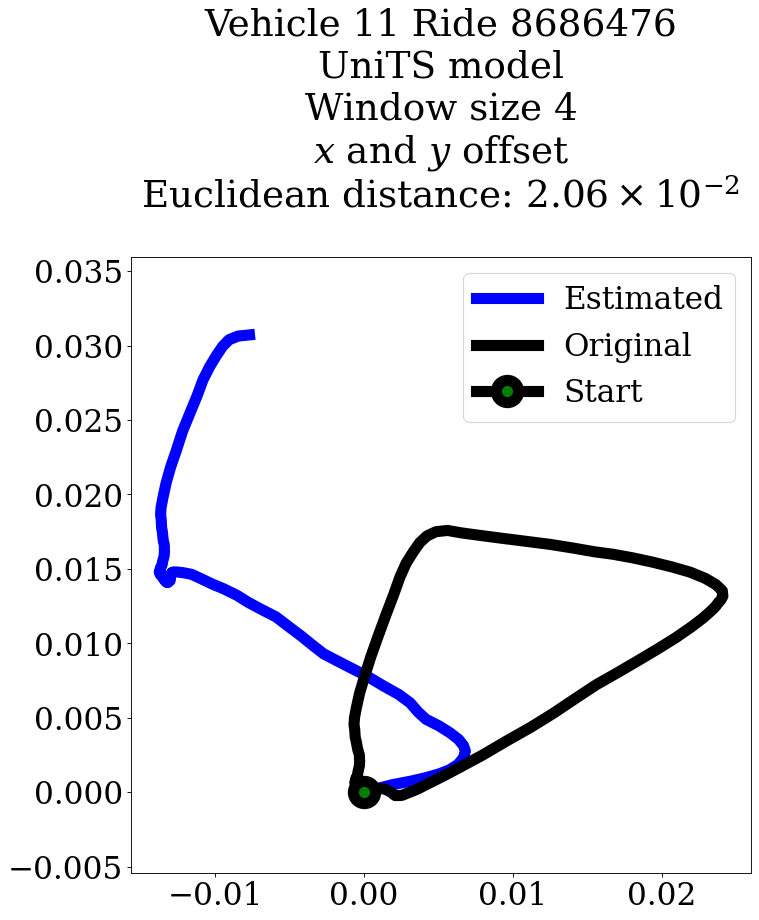 Vehicle 11 Ride 8686476
UniTS model
Window size 4
x and y offset
Euclidean distance: 2.06 × 10⁻²
0.035
0.030
0.025
0.020
0.015
0.010
0.005
0.000
−0.005
−0.01
0.00
0.01
0.02
Estimated
Original
Start